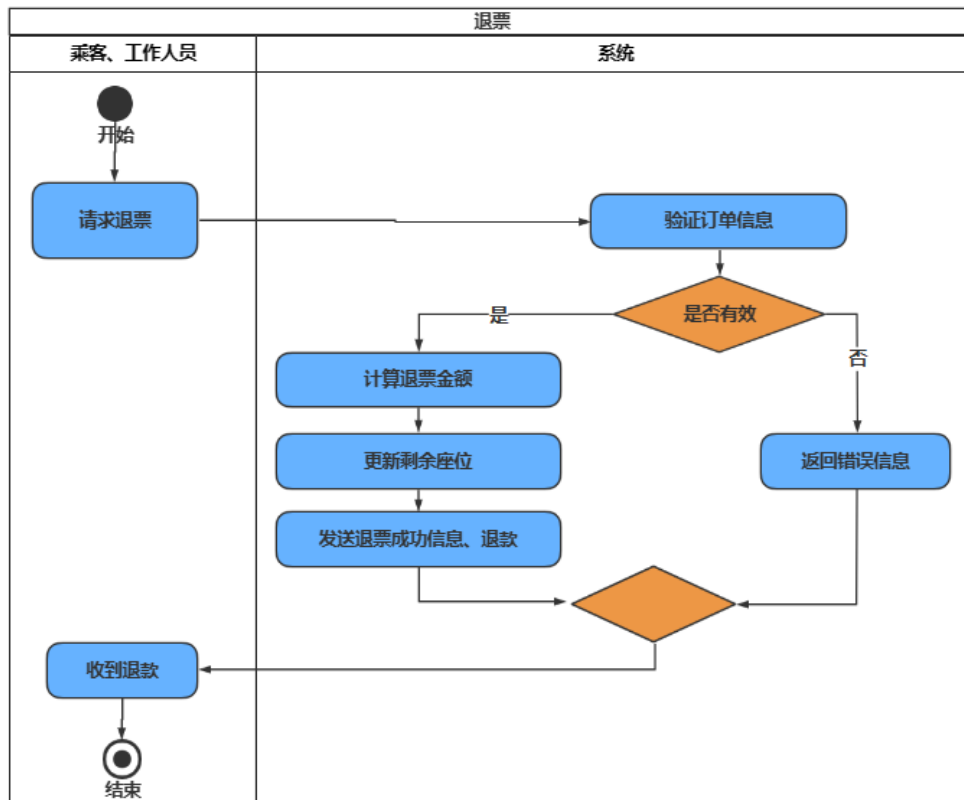 退票
乘客、工作人员
系统
开始
请求退票
验证订单信息
是否有效
是
否
计算退票金额
更新剩余座位
返回错误信息
发送退票成功信息、退款
收到退款
结束